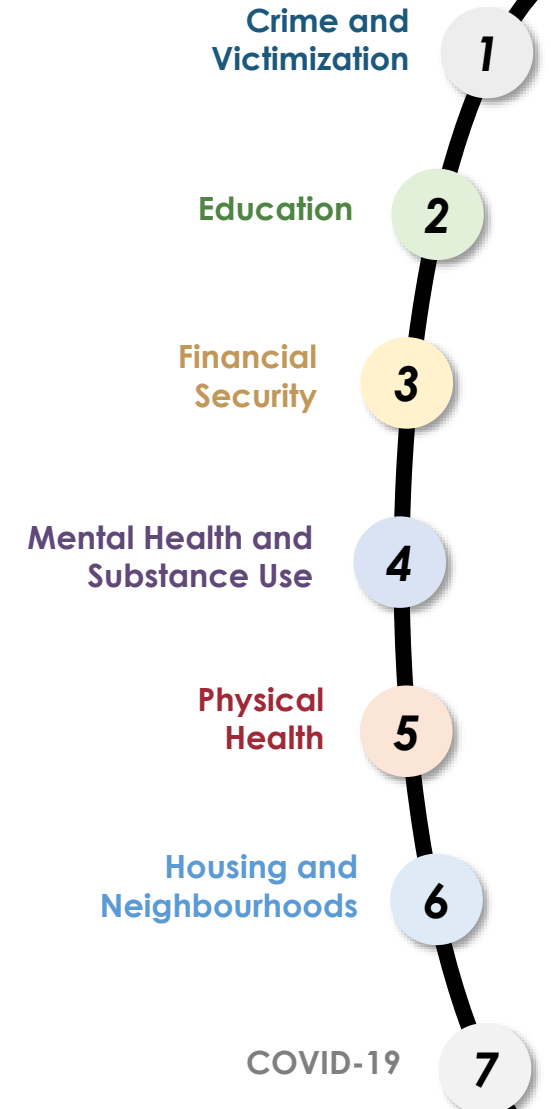 Crime and
Victimization
1
Education
2
Financial
Security
3
Mental Health and
Substance Use
4
Physical
Health
5
Housing and
Neighbourhoods
6
COVID-19
7